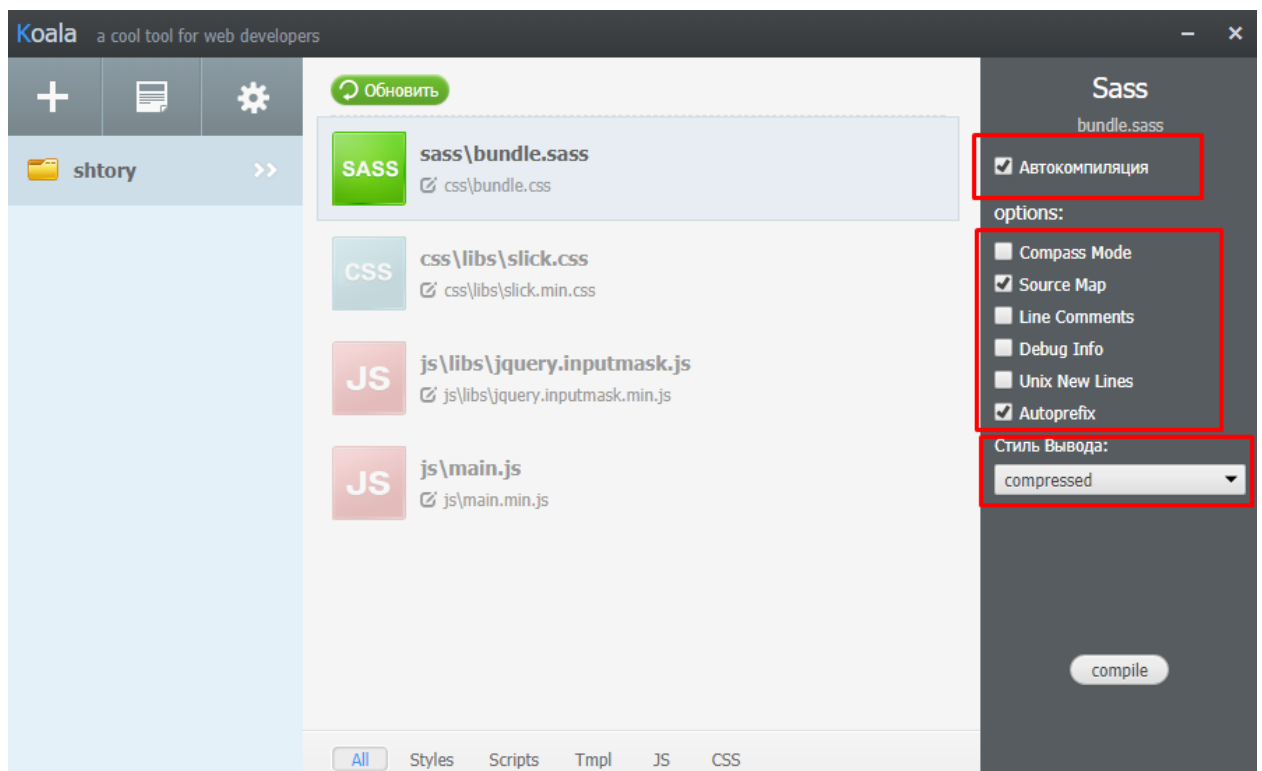 Koala a cool tool for web developers
shtory
Обновить
SASS
sass\bundle.sass
css\bundle.css
CSS
css\libs\slick.css
css\libs\slick.min.css
JS
js\libs\jquery.inputmask.js
js\libs\jquery.inputmask.min.js
JS
js\main.js
js\main.min.js
All Styles Scripts Tmpl JS CSS
Sass
bundle.sass
Автокомпиляция
options:
Compass Mode
Source Map
Line Comments
Debug Info
Unix New Lines
Autoprefix
Стиль Вывода:
compressed
compile